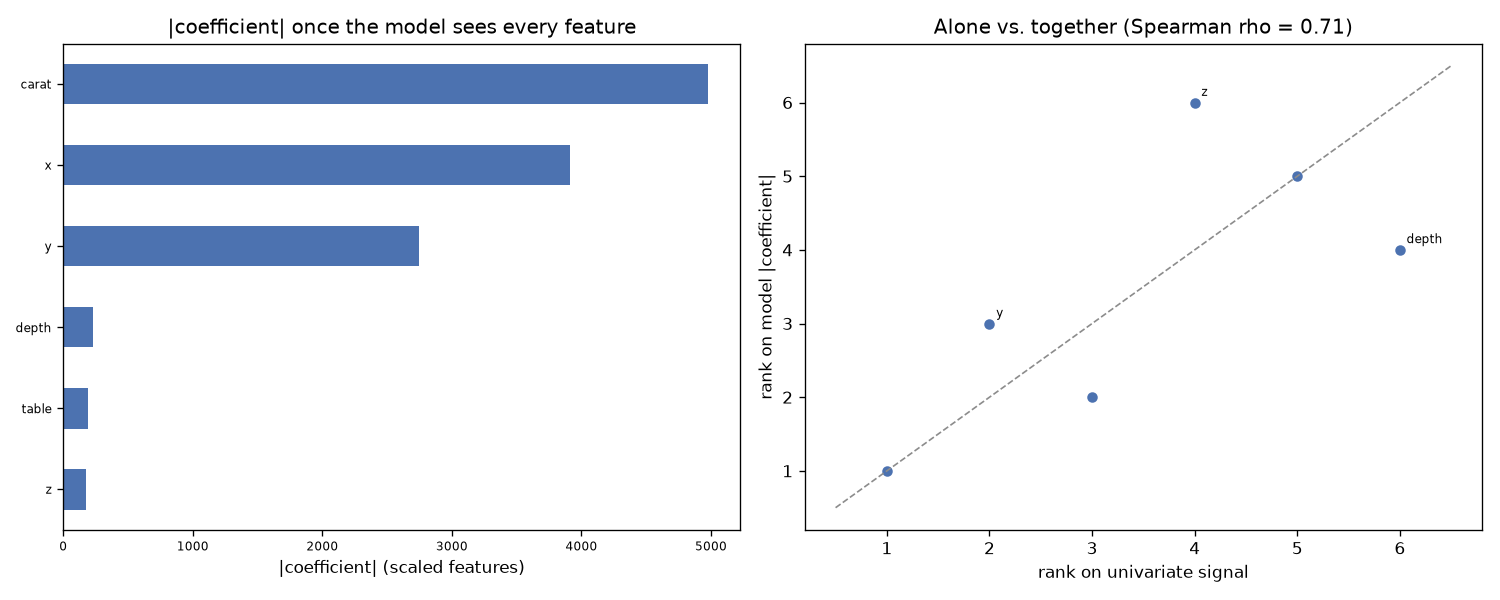 |coefficient| once the model sees every feature
carat
x
y
depth
table
z
0 1000 2000 3000 4000 5000
|coefficient| (scaled features)
Alone vs. together (Spearman rho = 0.71)
rank on model |coefficient|
6
5
4
3
2
1
z
depth
y
1 2 3 4 5 6
rank on univariate signal